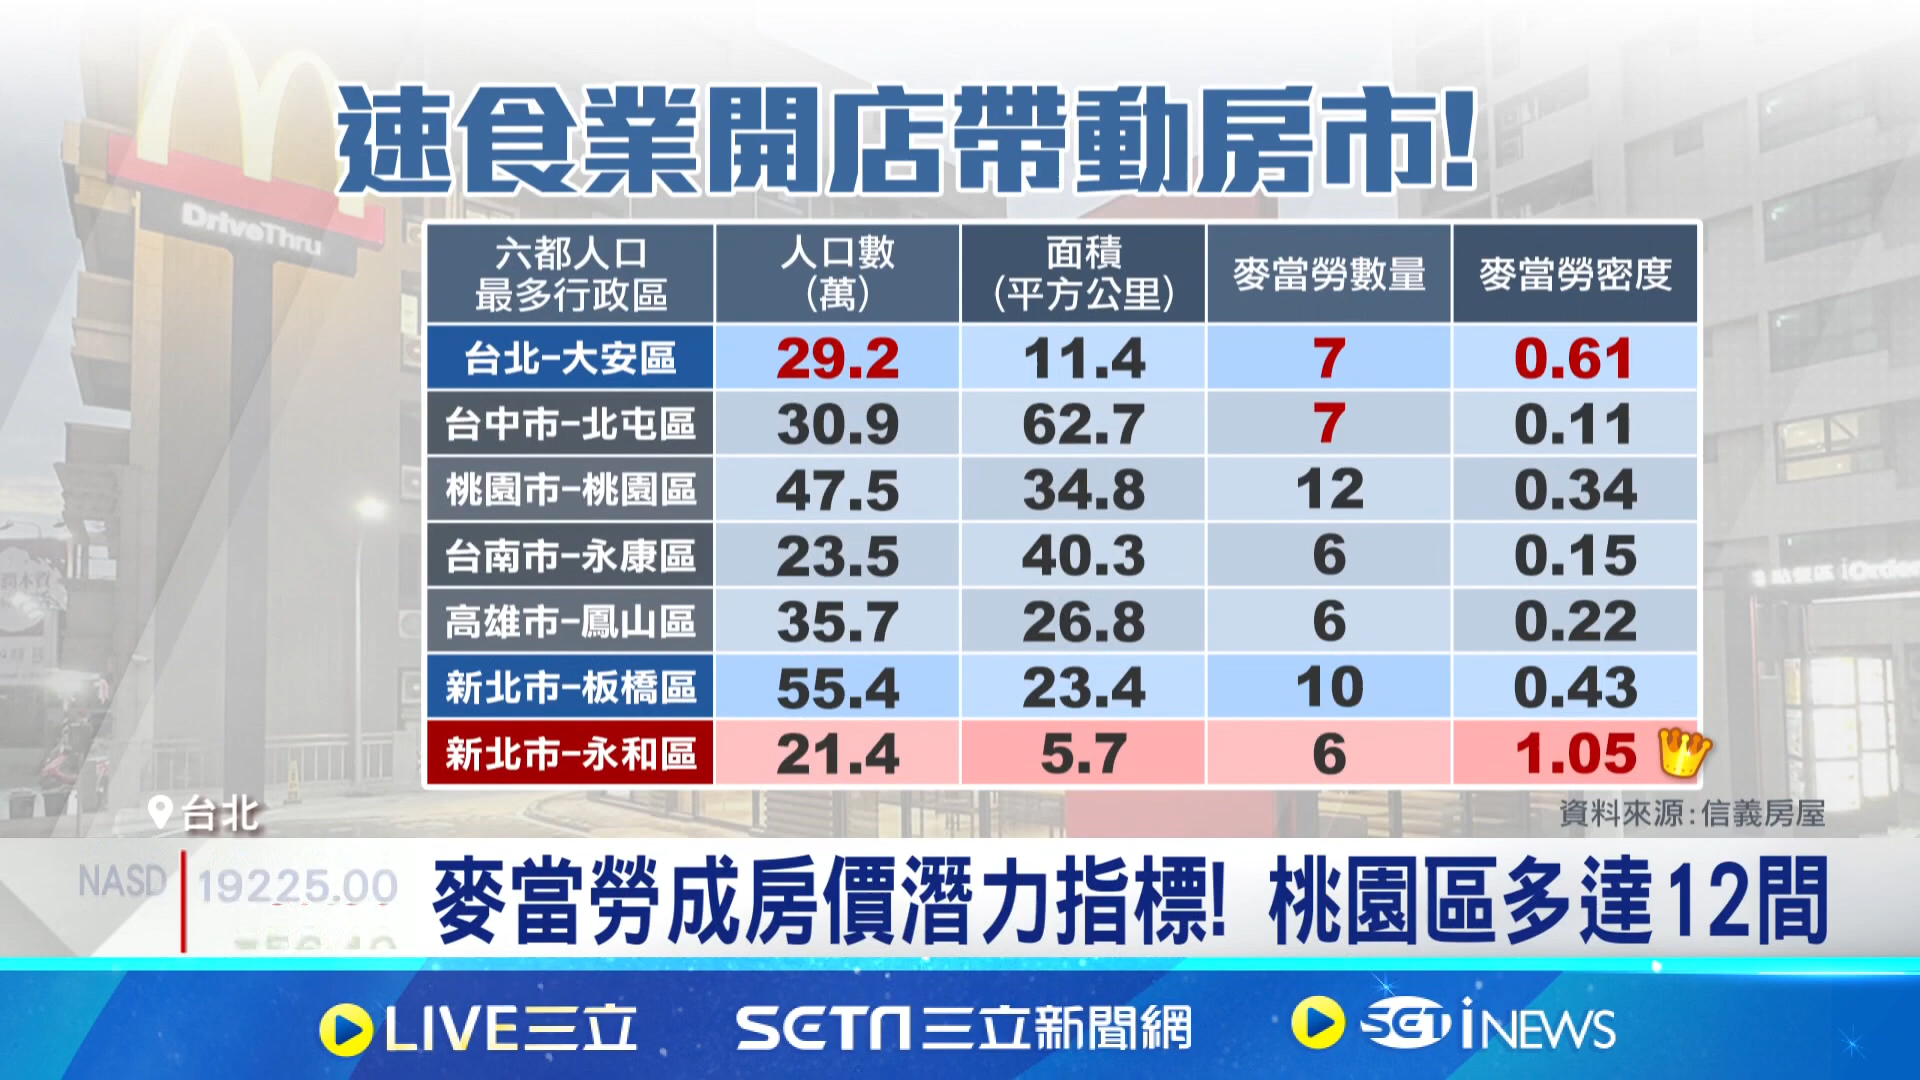 速食業開店帶動房市!
DriveThru
六都人口
最多行政區
人口數
(萬)
面積
(平方公里)
麥當勞數量
麥當勞密度
台北-大安區 29.2 11.4 7 0.61
台中市-北屯區 30.9 62.7 7 0.11
桃園市-桃園區 47.5 34.8 12 0.34
台南市-永康區 23.5 40.3 6 0.15
高雄市-鳳山區 35.7 26.8 6 0.22
新北市-板橋區 55.4 23.4 10 0.43
新北市-永和區 21.4 5.7 6 1.05
台北
資料來源:信義房屋
NASD 19225.00
麥當勞成房價潛力指標! 桃園區多達12間
LIVE三立
SETN三立新聞網
SET iNEWS